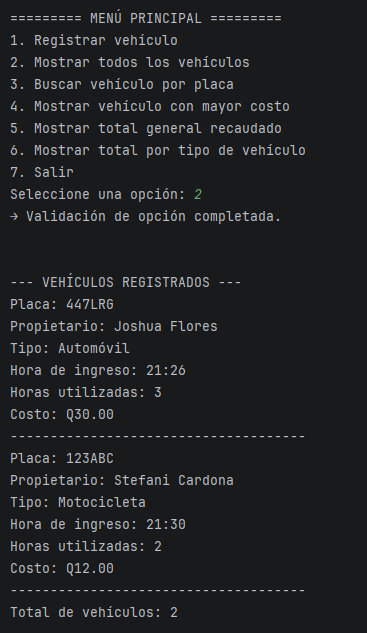 ========= MENÚ PRINCIPAL =========
1. Registrar vehículo
2. Mostrar todos los vehículos
3. Buscar vehículo por placa
4. Mostrar vehículo con mayor costo
5. Mostrar total general recaudado
6. Mostrar total por tipo de vehículo
7. Salir
Seleccione una opción: 2
→ Validación de opción completada.
--- VEHÍCULOS REGISTRADOS ---
Placa: 447LRG
Propietario: Joshua Flores
Tipo: Automóvil
Hora de ingreso: 21:26
Horas utilizadas: 3
Costo: Q30.00
-------------------------------------
Placa: 123ABC
Propietario: Stefani Cardona
Tipo: Motocicleta
Hora de ingreso: 21:30
Horas utilizadas: 2
Costo: Q12.00
-------------------------------------
Total de vehículos: 2